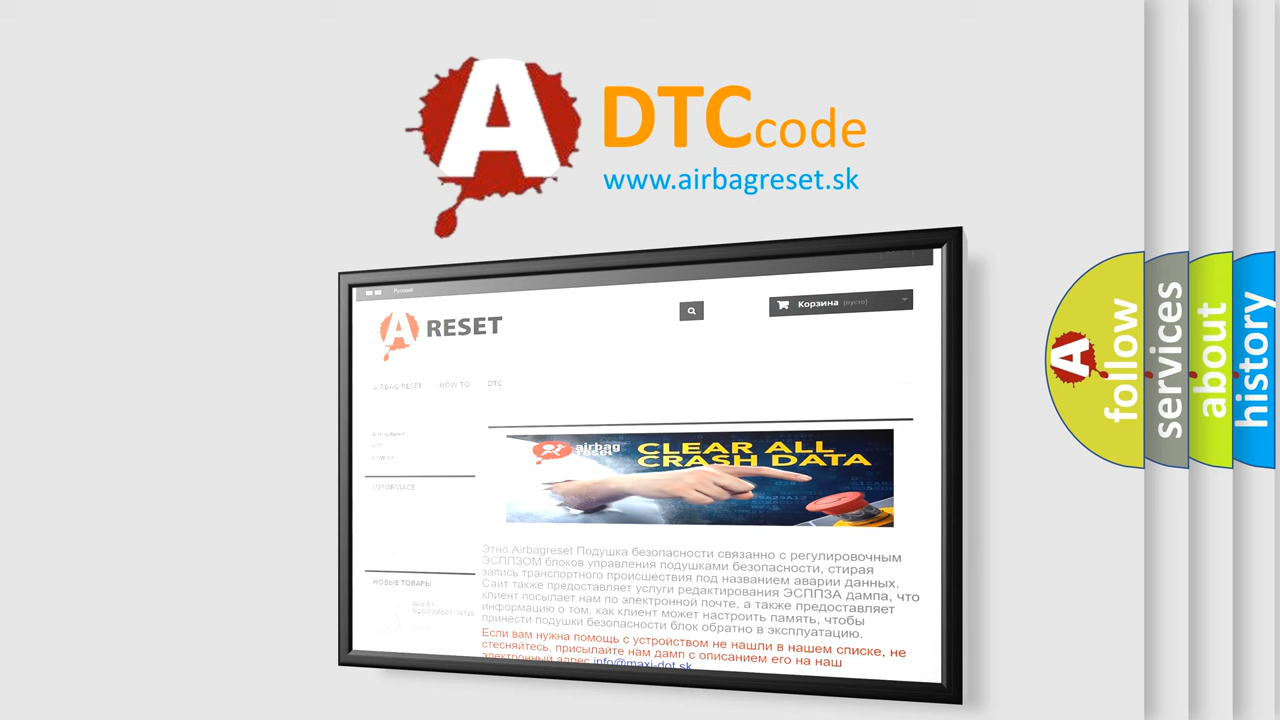 A DTCcode
www.airbagreset.sk
Русский
Корзина (пусто)
A RESET
AIRBAG RESET HOW TO DTC
Airbag Reset
HOW TO
INFORMACE
airbag
reset
CLEAR ALL
CRASH DATA
НОВЫЕ ТОВАРЫ
Этно Airbagreset Подушка безопасности связанно с регулировочным
ЭСППЗОМ блоков управления подушками безопасности, стирая
запись транспортного происшествия под названием аварии данных.
Сайт также предоставляет услуги редактирования ЭСППЗА дампа, что
клиент посылает нам по электронной почте, а также предоставляет
информацию о том, как клиент может настроить память, чтобы
принести подушки безопасности блок обратно в эксплуатацию.
Если вам нужна помощь с устройством не нашли в нашем списке, не
стесняйтесь, присылайте нам дамп с описанием его на наш
электронный адрес info@maxi-dot.sk
A
follow
services
about
history